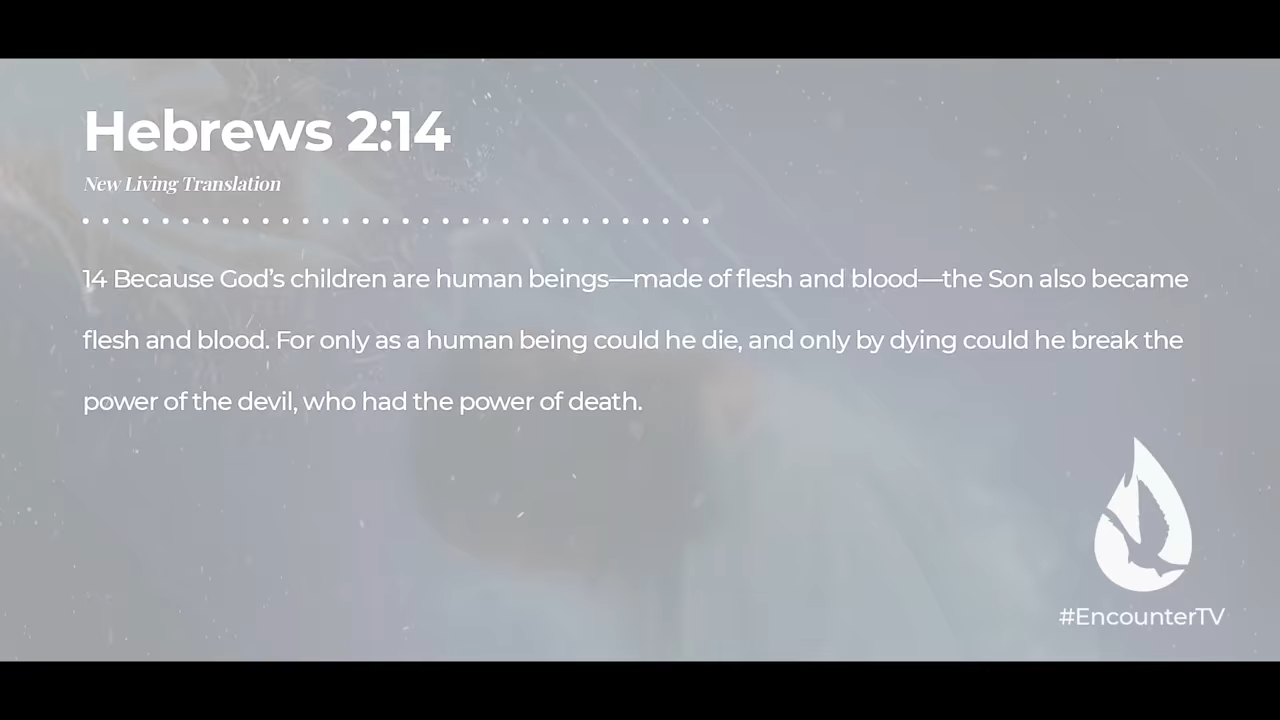 Hebrews 2:14
New Living Translation
14 Because God’s children are human beings—made of flesh and blood—the Son also became
flesh and blood. For only as a human being could he die, and only by dying could he break the
power of the devil, who had the power of death.
#EncounterTV